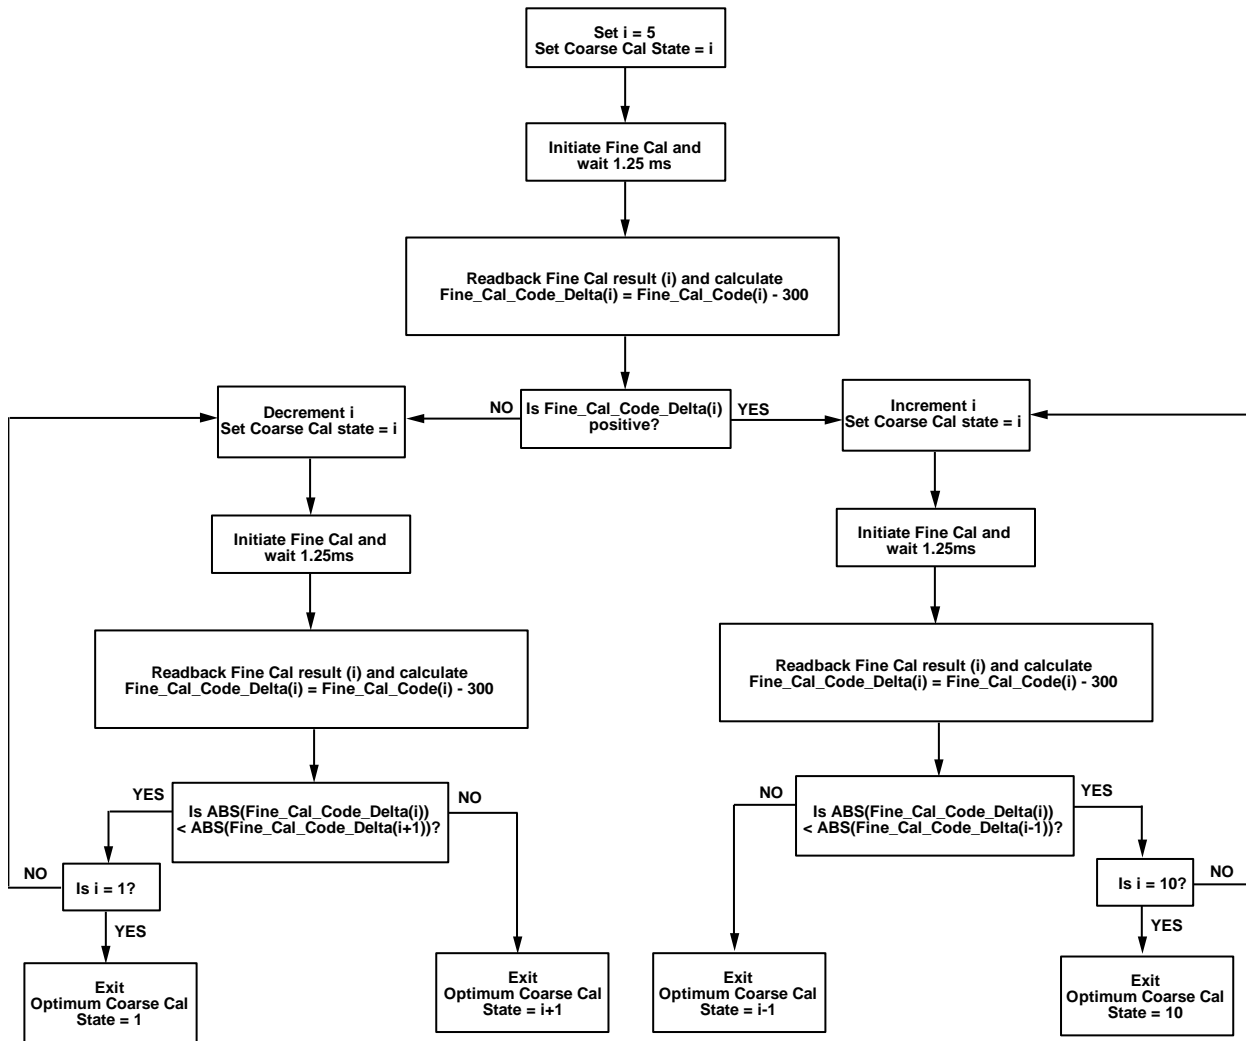 Set i = 5
Set Coarse Cal State = i
Initiate Fine Cal and
wait 1.25 ms
Readback Fine Cal result (i) and calculate
Fine_Cal_Code_Delta(i) = Fine_Cal_Code(i) - 300
Is Fine_Cal_Code_Delta(i)
positive?
NO
YES
Decrement i
Set Coarse Cal state = i
Initiate Fine Cal and
wait 1.25ms
Readback Fine Cal result (i) and calculate
Fine_Cal_Code_Delta(i) = Fine_Cal_Code(i) - 300
Is ABS(Fine_Cal_Code_Delta(i))
< ABS(Fine_Cal_Code_Delta(i+1))?
YES
NO
Is i = 1?
NO
YES
Exit
Optimum Coarse Cal
State = 1
Exit
Optimum Coarse Cal
State = i+1
Increment i
Set Coarse Cal state = i
Initiate Fine Cal and
wait 1.25ms
Readback Fine Cal result (i) and calculate
Fine_Cal_Code_Delta(i) = Fine_Cal_Code(i) - 300
Is ABS(Fine_Cal_Code_Delta(i))
< ABS(Fine_Cal_Code_Delta(i-1))?
NO
YES
Is i = 10?
NO
YES
Exit
Optimum Coarse Cal
State = i-1
Exit
Optimum Coarse Cal
State = 10